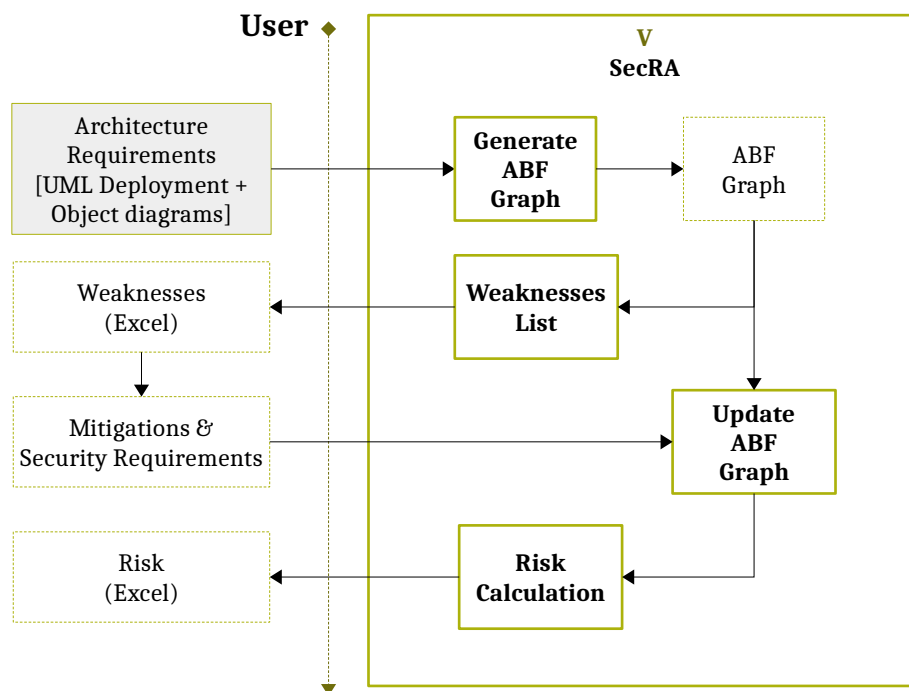 User
V
SecRA
Architecture
Requirements
[UML Deployment +
Object diagrams]
Generate
ABF
Graph
ABF
Graph
Weaknesses
(Excel)
Weaknesses
List
Mitigations &
Security Requirements
Update
ABF
Graph
Risk
(Excel)
Risk
Calculation